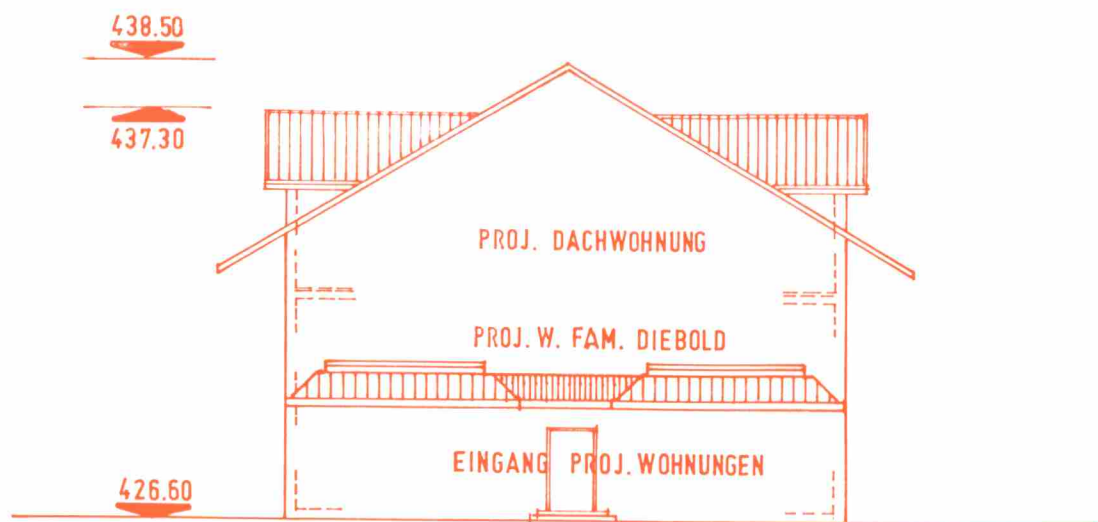 438.50
437.30
PROJ. DACHWOHNUNG
PROJ. W. FAM. DIEBOLD
EINGANG PROJ. WOHNUNGEN
426.60